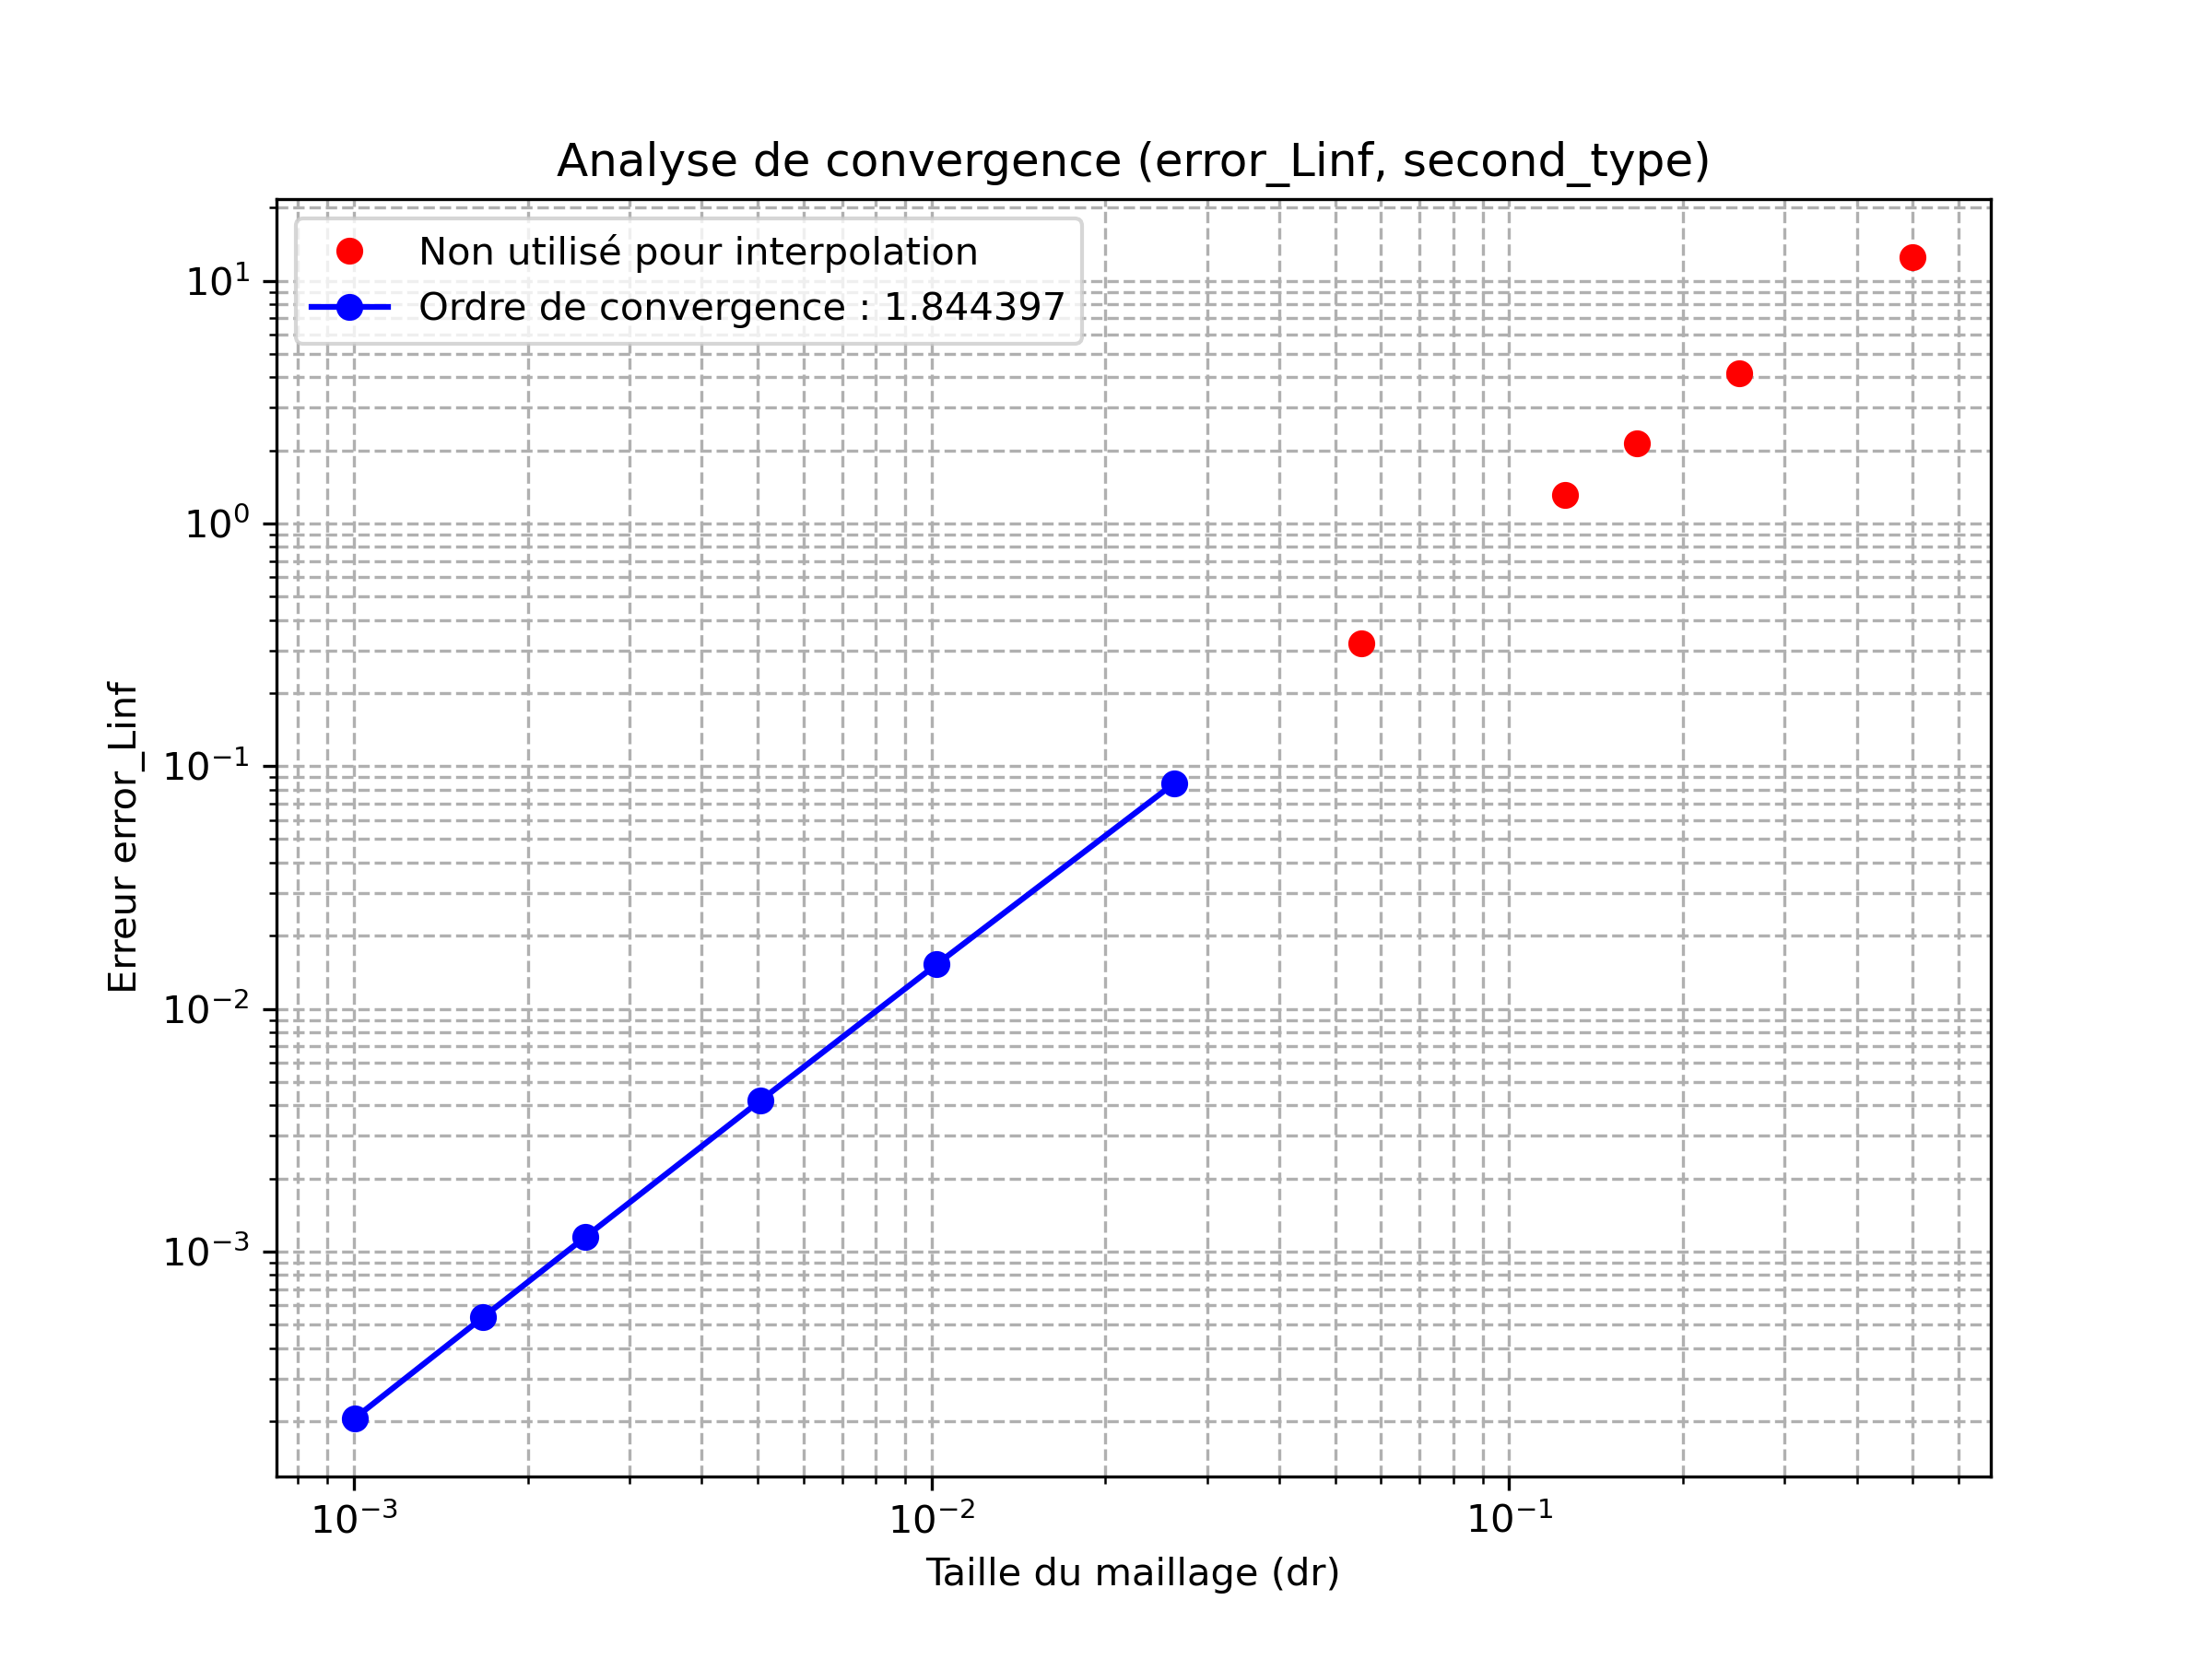 Analyse de convergence (error_Linf, second_type)
Non utilisé pour interpolation
Ordre de convergence : 1.844397
10¹
10⁰
10⁻¹
10⁻²
10⁻³
Erreur error_Linf
10⁻³ 10⁻² 10⁻¹
Taille du maillage (dr)